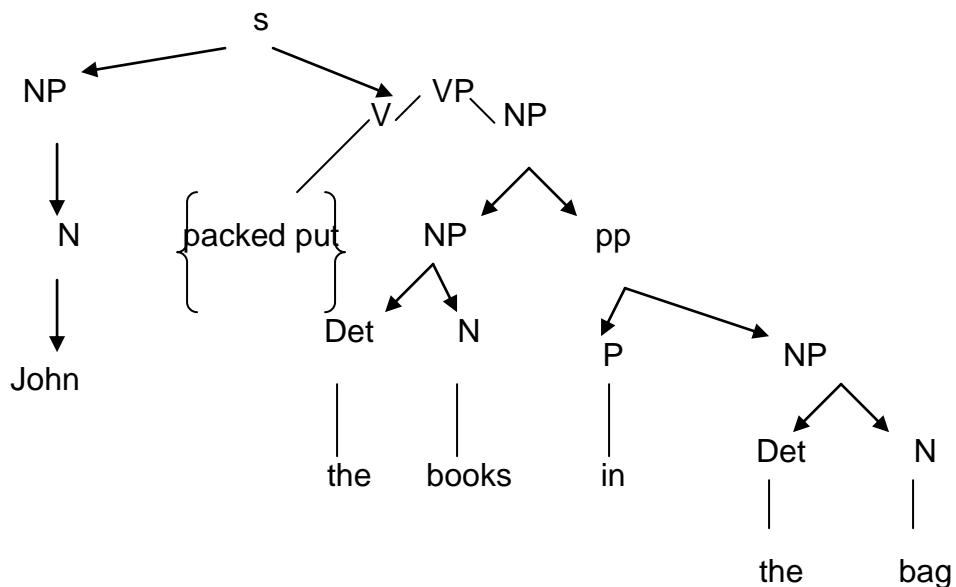 s
NP VP
V NP
N packed put NP pp
Det N P NP
John
Det N
the books in
the bag